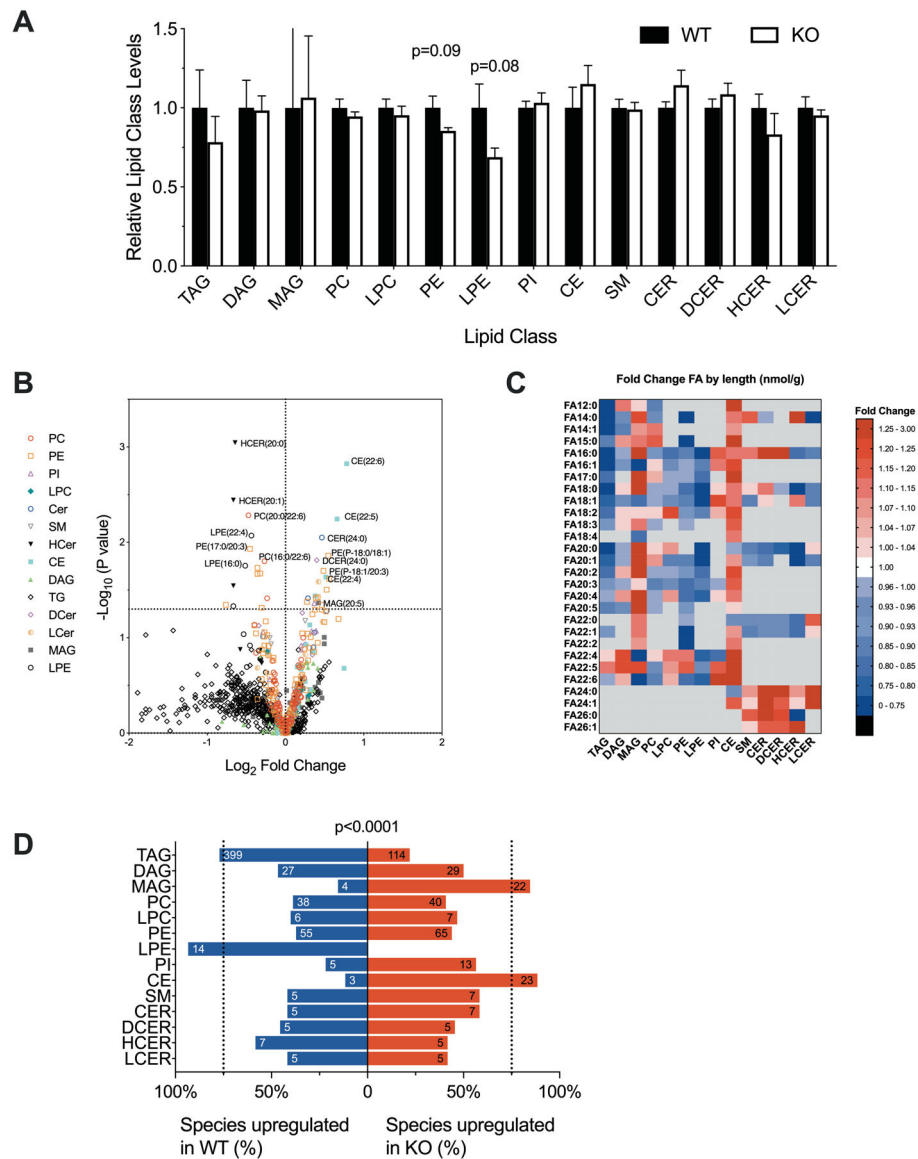 A
Relative Lipid Class Levels
1.5
1.0
0.5
0.0
WT
KO
p=0.09
p=0.08
TAG
DAG
MAG
PC
LPC
PE
LPE
PI
CE
SM
CER
DCER
HCER
LCER
Lipid Class
B
PC
PE
PI
LPC
Cer
SM
HCer
CE
DAG
TG
DCer
LCer
MAG
LPE
-Log10 (P value)
3
2
1
0
HCER(20:0)
CE(22:6)
HCER(20:1)
PC(20:0/22:6)
CE(22:5)
LPE(22:4)
CER(24:0)
PE(17:0/20:3)
PE(P-18:0/18:1)
PC(16:0/22:6)
DCER(24:0)
LPE(16:0)
PE(P-18:1/20:3)
CE(22:4)
MAG(20:5)
-2
-1
0
1
2
Log2 Fold Change
C
Fold Change FA by length (nmol/g)
FA12:0
FA14:0
FA14:1
FA15:0
FA16:0
FA16:1
FA17:0
FA18:0
FA18:1
FA18:2
FA18:3
FA18:4
FA20:0
FA20:1
FA20:2
FA20:3
FA20:4
FA20:5
FA22:0
FA22:1
FA22:2
FA22:4
FA22:5
FA22:6
FA24:0
FA24:1
FA26:0
FA26:1
TAG
DAG
MAG
PC
LPC
PE
LPE
PI
CE
SM
CER
DCER
HCER
LCER
Fold Change
1.25 - 3.00
1.10 - 1.25
1.07 - 1.10
1.04 - 1.07
1.00 - 1.04
1.00
0.96 - 1.00
0.93 - 0.96
0.90 - 0.93
0.85 - 0.90
0.80 - 0.85
0.75 - 0.80
0 - 0.75
D
p<0.0001
TAG 399 114
DAG 27 29
MAG 4 22
PC 38 40
LPC 6 7
PE 55 65
LPE 14
PI 5 13
CE 3 23
SM 5 7
CER 5 7
DCER 5 5
HCER 7 5
LCER 5 5
100% 50% 0 50% 100%
Species upregulated
in WT (%)
Species upregulated
in KO (%)